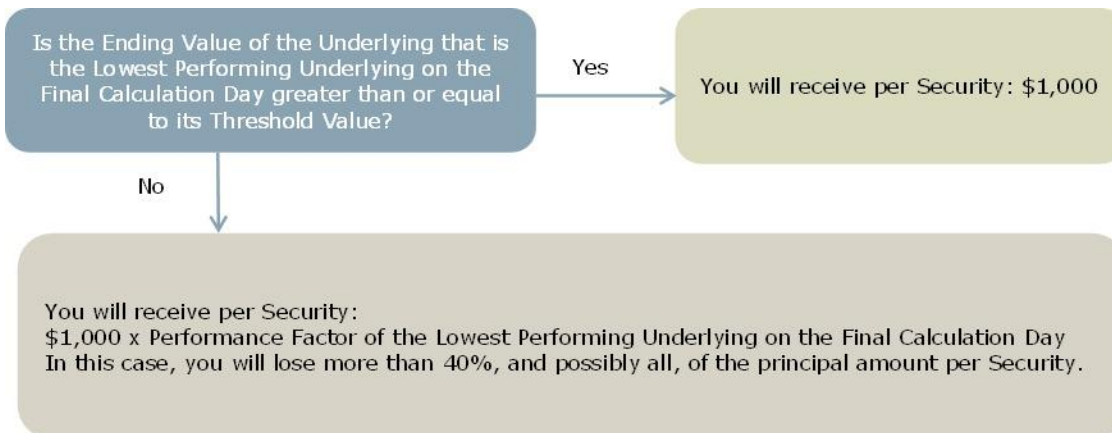 Is the Ending Value of the Underlying that is
the Lowest Performing Underlying on the
Final Calculation Day greater than or equal
to its Threshold Value?
Yes
You will receive per Security: $1,000
No
You will receive per Security:
$1,000 x Performance Factor of the Lowest Performing Underlying on the Final Calculation Day
In this case, you will lose more than 40%, and possibly all, of the principal amount per Security.